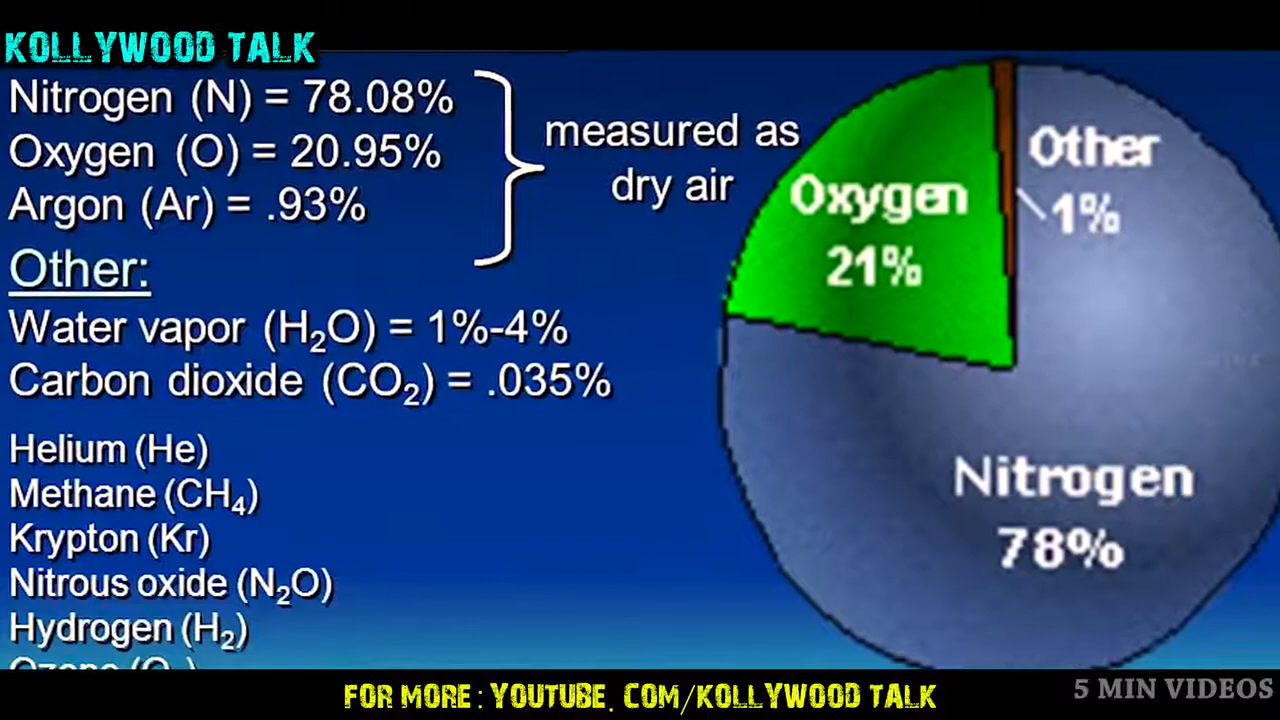 KOLLYWOOD TALK
Nitrogen (N) = 78.08%
Oxygen (O) = 20.95%
Argon (Ar) = .93%
measured as
dry air
Other:
Water vapor (H₂O) = 1%-4%
Carbon dioxide (CO₂) = .035%
Helium (He)
Methane (CH₄)
Krypton (Kr)
Nitrous oxide (N₂O)
Hydrogen (H₂)
Oxygen
21%
Other
1%
Nitrogen
78%
FOR MORE : YOUTUBE. COM/KOLLYWOOD TALK
5 MIN VIDEOS